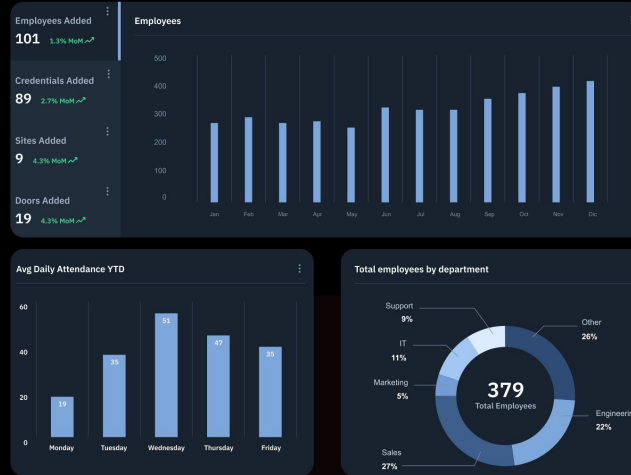 Employees Added
101 1.3% MoM
Credentials Added
89 2.7% MoM
Sites Added
9 4.3% MoM
Doors Added
19 4.3% MoM
Employees
500
400
300
200
100
0
Jan Feb Mar Apr May Jun Jul Aug Sep Oct Nov Dic
Avg Daily Attendance YTD
60
40
20
0
19 35 51 47 35
Monday Tuesday Wednesday Thursday Friday
Total employees by department
Support
9%
IT
11%
Marketing
5%
Sales
27%
Other
26%
Engineerin
22%
379
Total Employees